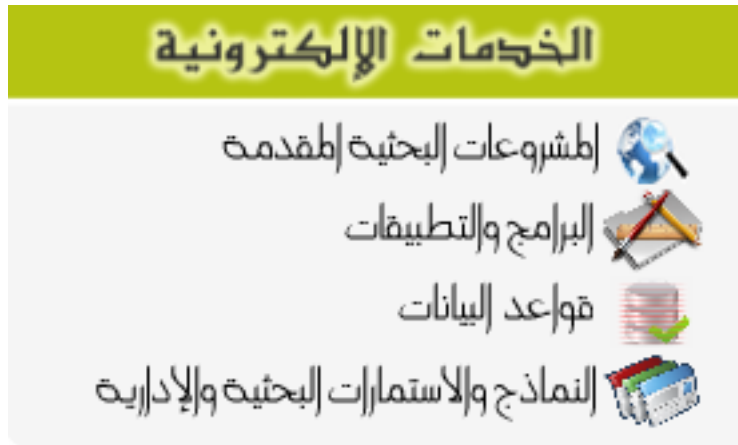 الخدمات الإلكترونية
المشروعات البحثية المقدمة
البرامج والتطبيقات
قواعد البيانات
النماذج والاستمارات البحثية والإدارية